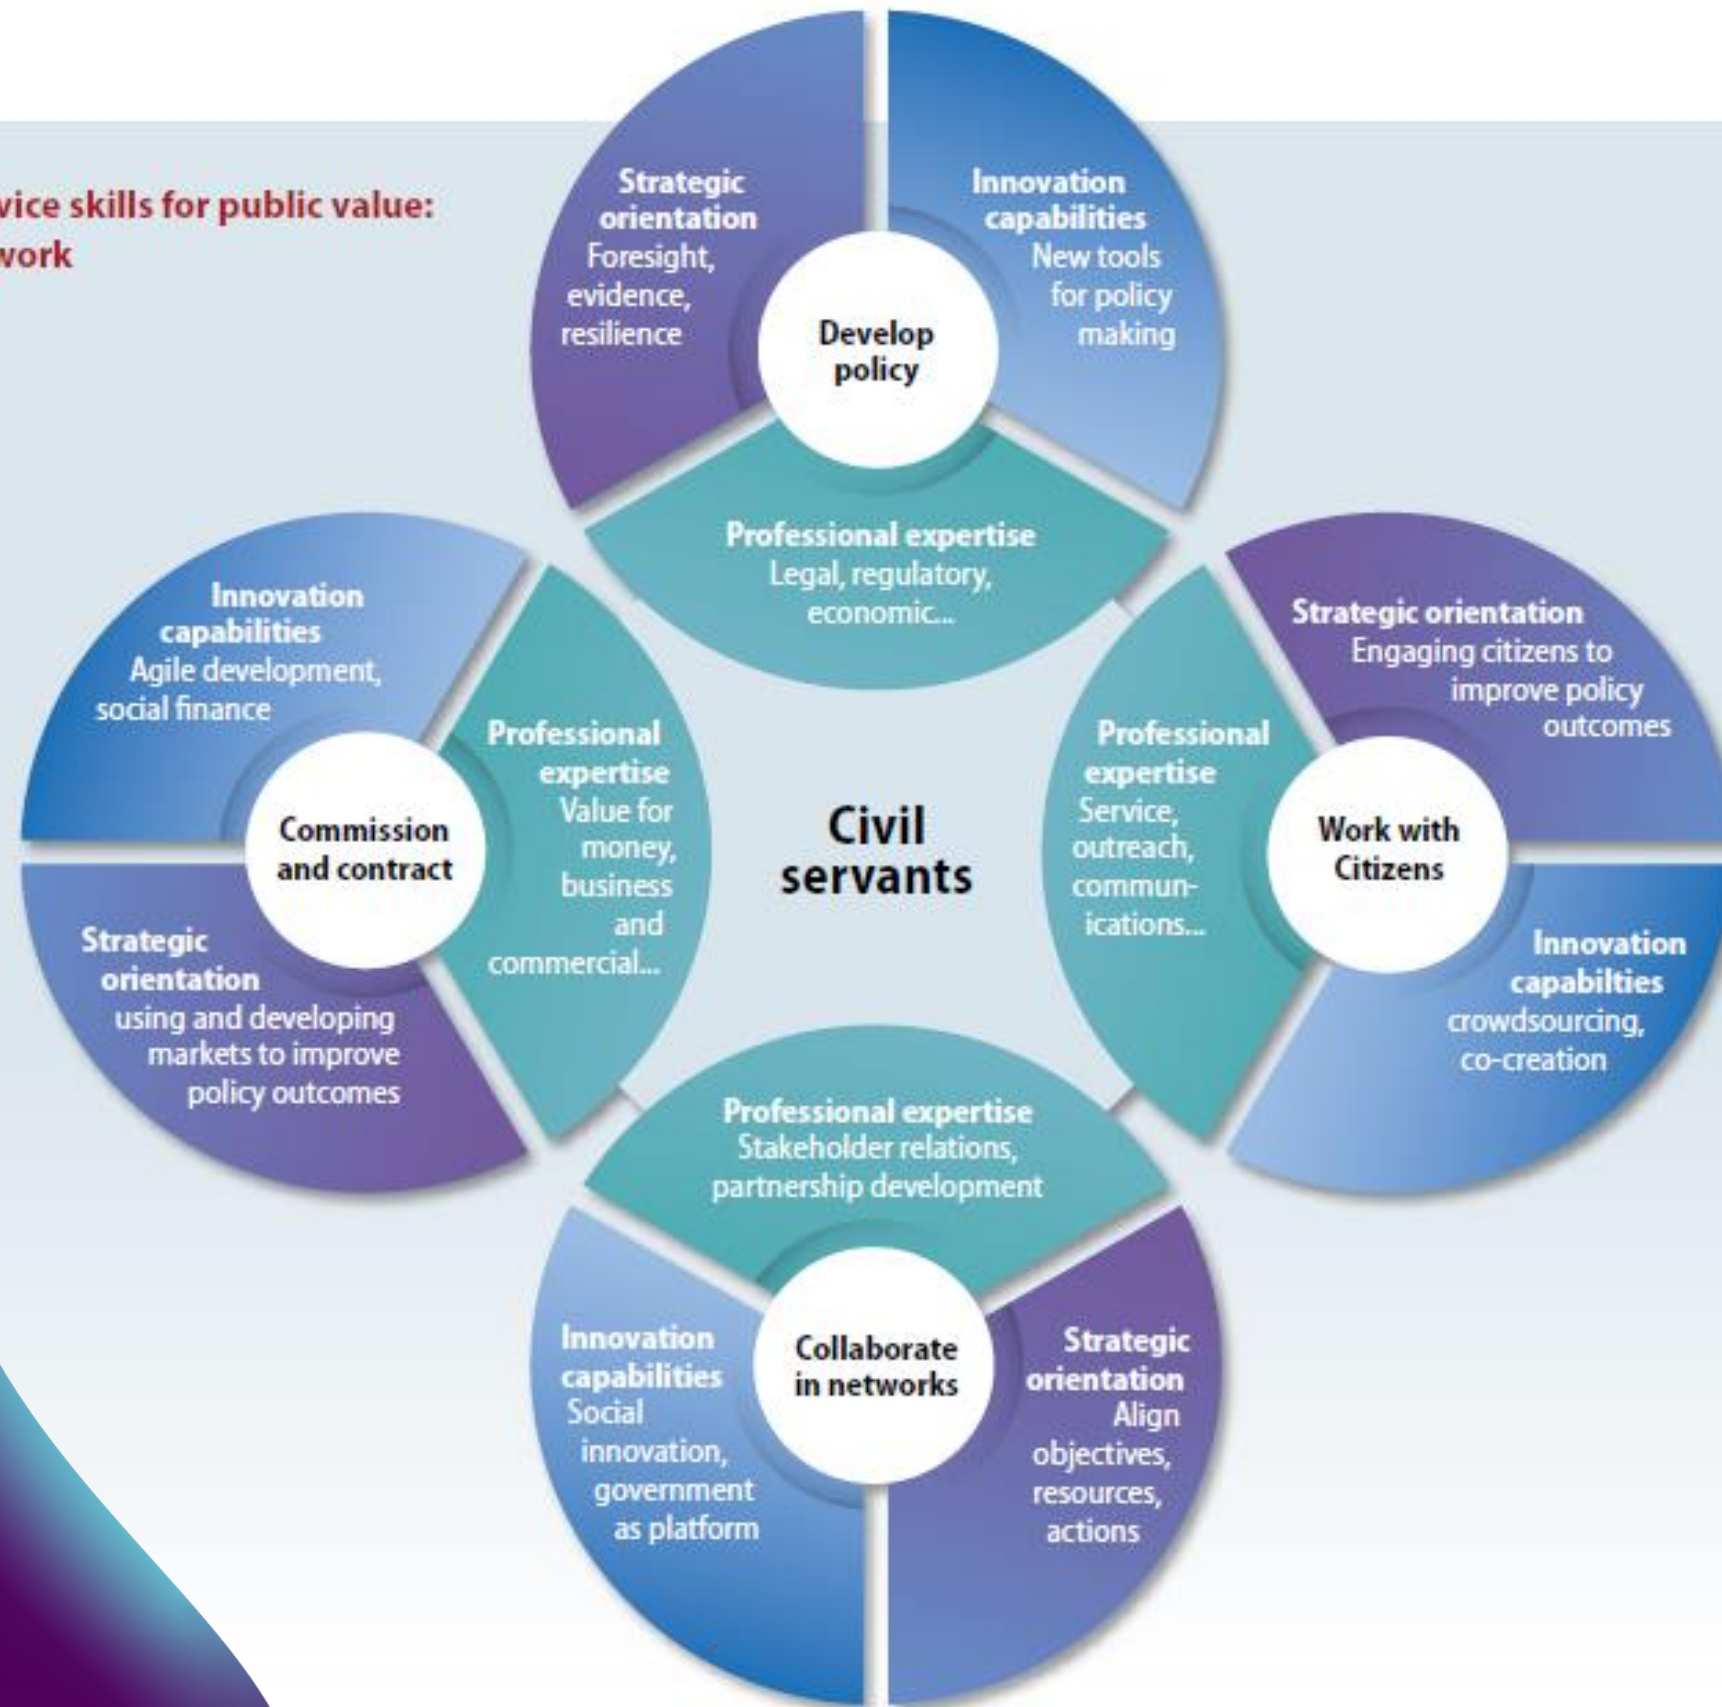 vice skills for public value:
work
Strategic
orientation
Foresight,
evidence,
resilience
Innovation
capabilities
New tools
for policy
making
Develop
policy
Professional expertise
Legal, regulatory,
economic...
Innovation
capabilities
Agile development,
social finance
Professional
expertise
Value for
money,
business
and
commercial...
Commission
and contract
Strategic
orientation
using and developing
markets to improve
policy outcomes
Civil
servants
Strategic orientation
Engaging citizens to
improve policy
outcomes
Professional
expertise
Service,
outreach,
commun-
ications...
Work with
Citizens
Innovation
capabilties
crowdsourcing,
co-creation
Professional expertise
Stakeholder relations,
partnership development
Innovation
capabilities
Social
innovation,
government
as platform
Collaborate
in networks
Strategic
orientation
Align
objectives,
resources,
actions